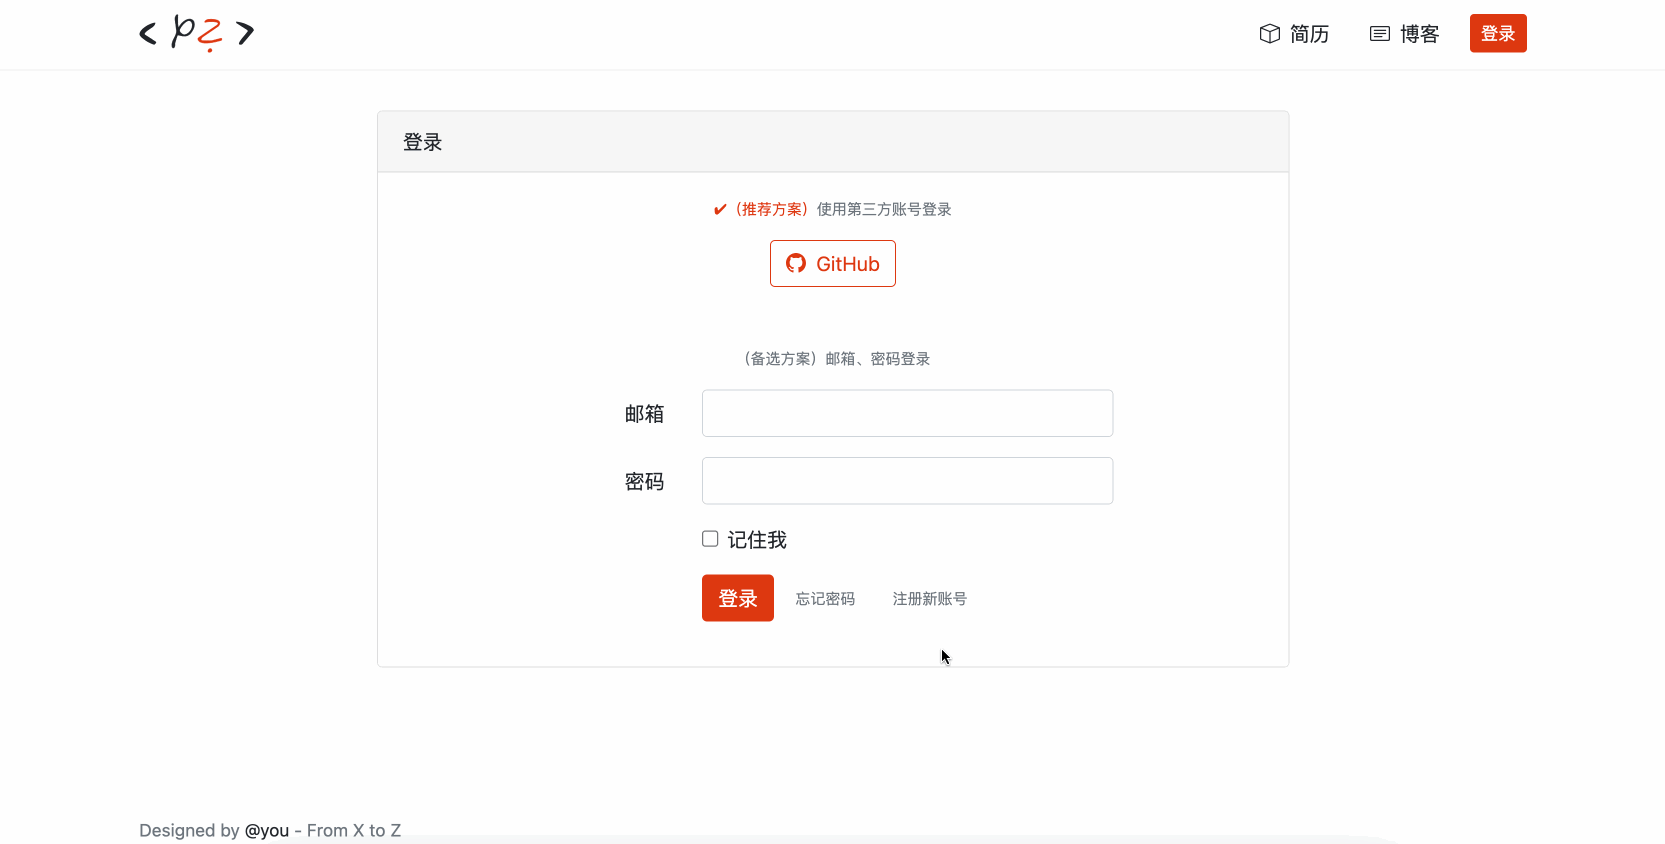 < pz >
简历 博客 登录
登录
✔（推荐方案）使用第三方账号登录
GitHub
（备选方案）邮箱、密码登录
邮箱
密码
记住我
登录 忘记密码 注册新账号
Designed by @you - From X to Z